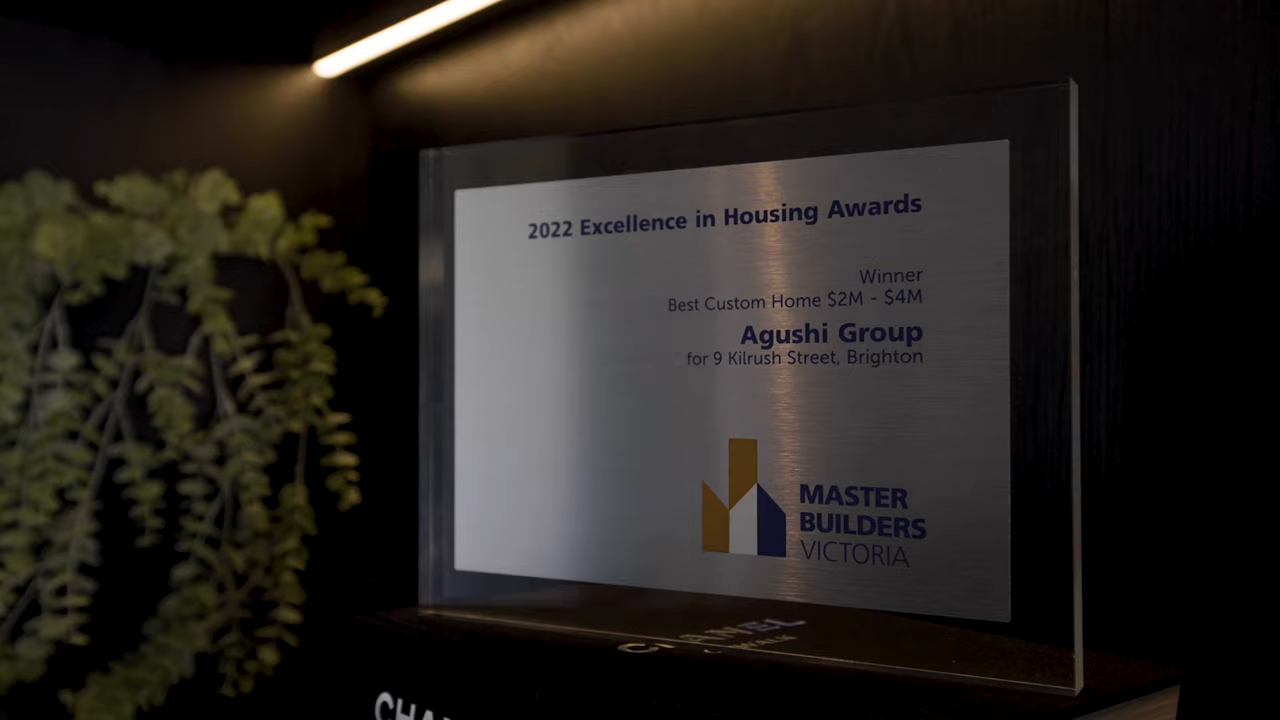 2022 Excellence in Housing Awards
Winner
Best Custom Home $2M - $4M
Agushi Group
for 9 Kilrush Street, Brighton
MASTER
BUILDERS
VICTORIA